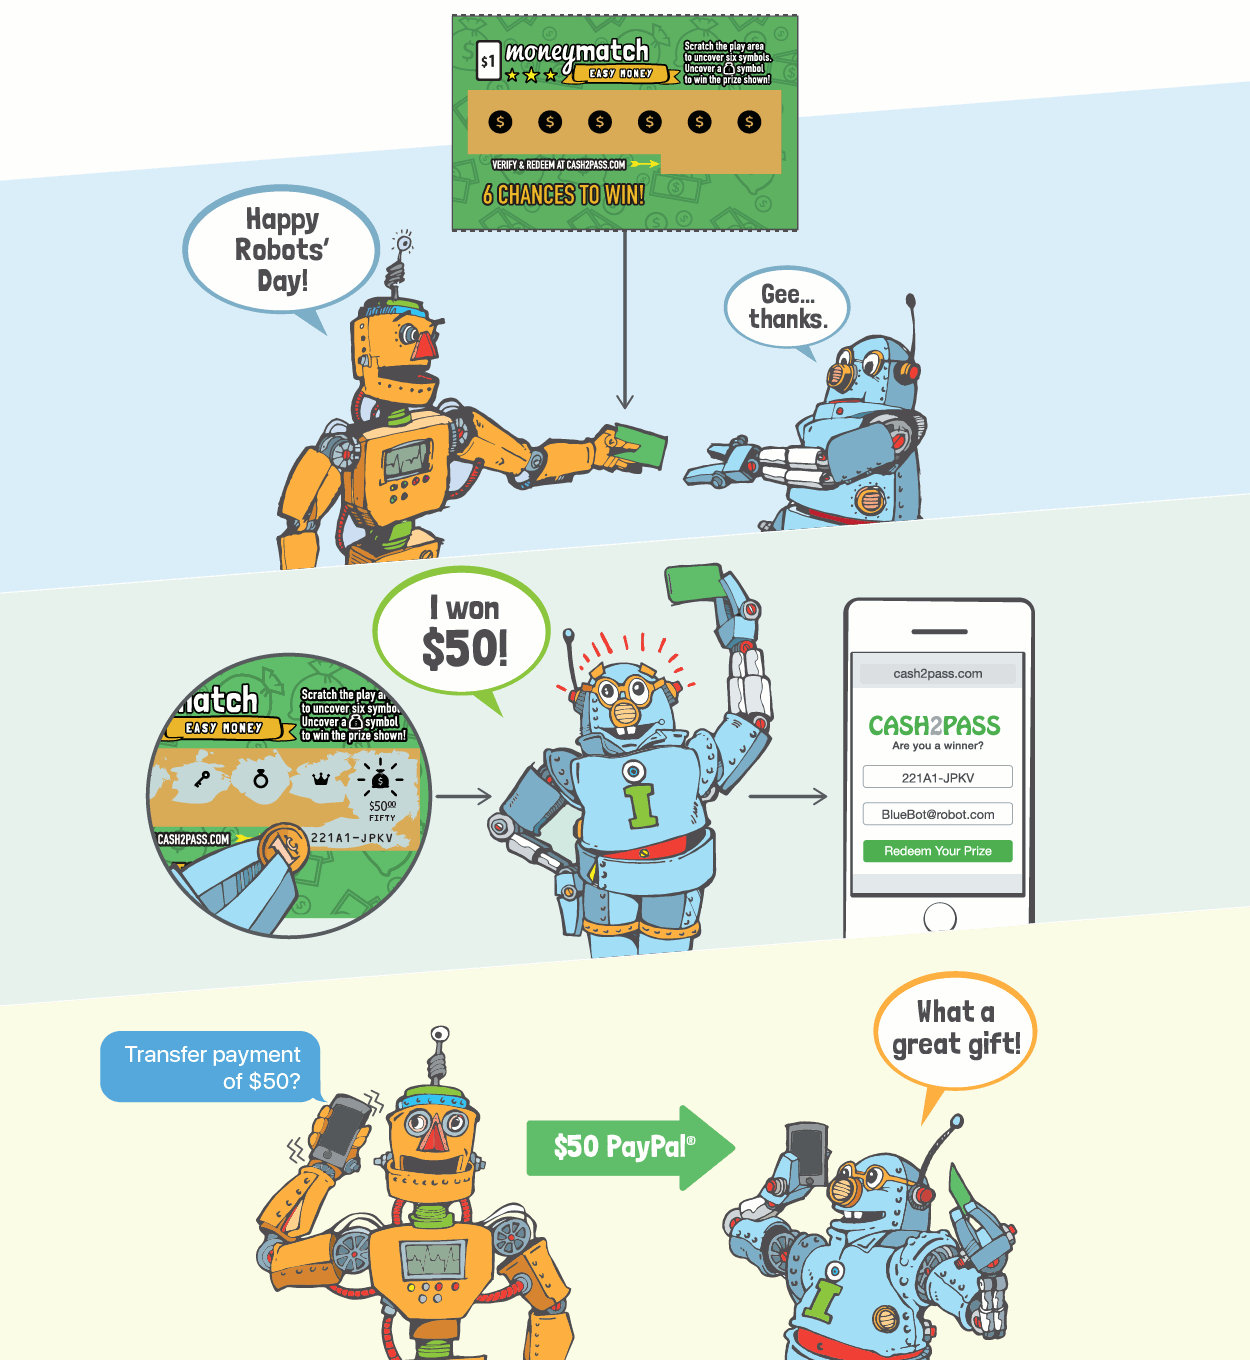 $1
moneymatch
EASY MONEY
Scratch the play area
to uncover six symbols.
Uncover a symbol
to win the prize shown!
$ $ $ $ $ $
VERIFY & REDEEM AT CASH2PASS.COM
6 CHANCES TO WIN!
Happy
Robots'
Day!
Gee...
thanks.
I won
$50!
match
EASY MONEY
Scratch the play ar
to uncover six symbol
Uncover a $ symbol
to win the prize shown!
$
$50.00
FIFTY
CASH2PASS.COM
221A1-JPKV
cash2pass.com
CASH2PASS
Are you a winner?
221A1-JPKV
BlueBot@robot.com
Redeem Your Prize
I
What a
great gift!
Transfer payment
of $50?
$50 PayPal®
I